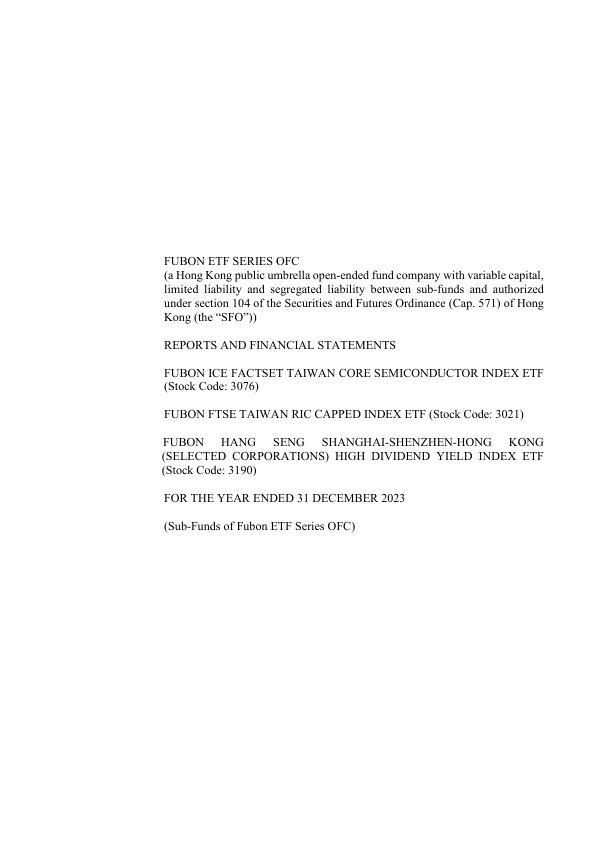 FUBON ETF SERIES OFC
(a Hong Kong public umbrella open-ended fund company with variable capital,
limited liability and segregated liability between sub-funds and authorized
under section 104 of the Securities and Futures Ordinance (Cap. 571) of Hong
Kong (the “SFO”))
REPORTS AND FINANCIAL STATEMENTS
FUBON ICE FACTSET TAIWAN CORE SEMICONDUCTOR INDEX ETF
(Stock Code: 3076)
FUBON FTSE TAIWAN RIC CAPPED INDEX ETF (Stock Code: 3021)
FUBON HANG SENG SHANGHAI-SHENZHEN-HONG KONG
(SELECTED CORPORATIONS) HIGH DIVIDEND YIELD INDEX ETF
(Stock Code: 3190)
FOR THE YEAR ENDED 31 DECEMBER 2023
(Sub-Funds of Fubon ETF Series OFC)